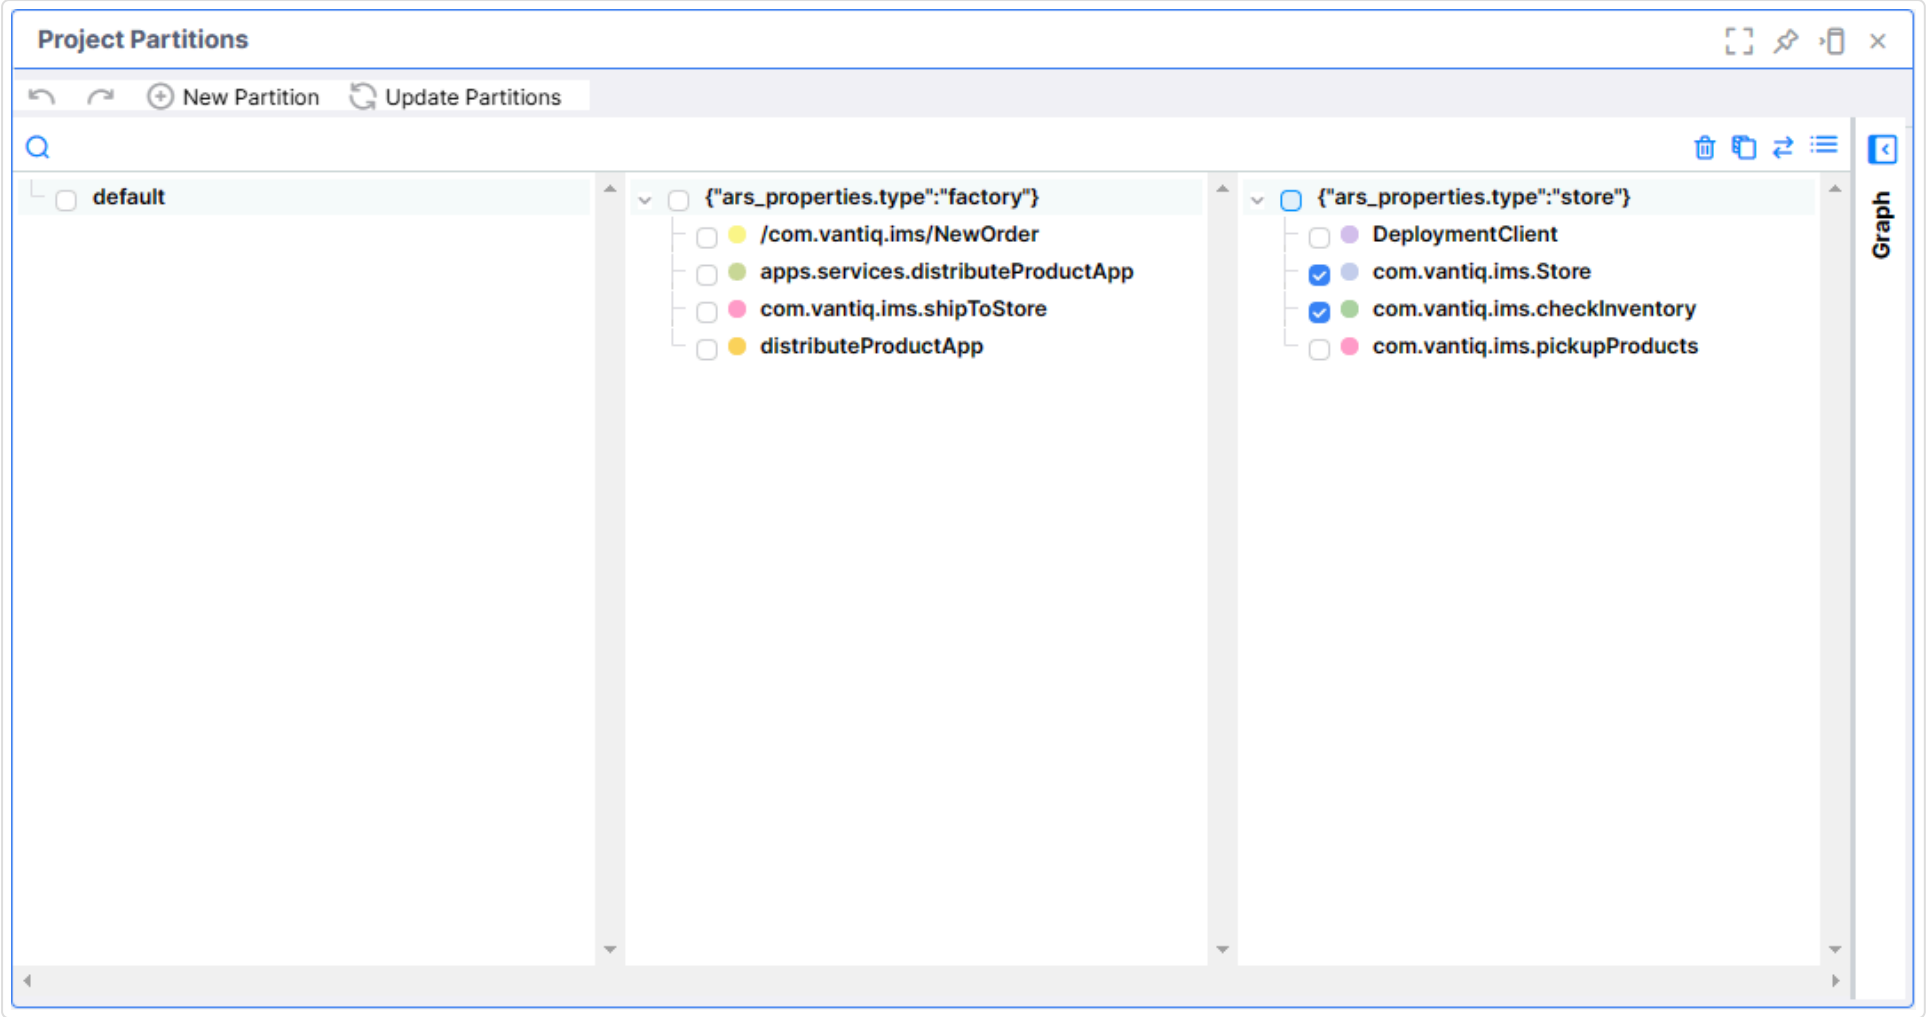 Project Partitions
New Partition Update Partitions
default
{"ars_properties.type":"factory"}
/com.vantiq.ims/NewOrder
apps.services.distributeProductApp
com.vantiq.ims.shipToStore
distributeProductApp
{"ars_properties.type":"store"}
DeploymentClient
com.vantiq.ims.Store
com.vantiq.ims.checkInventory
com.vantiq.ims.pickupProducts
Graph